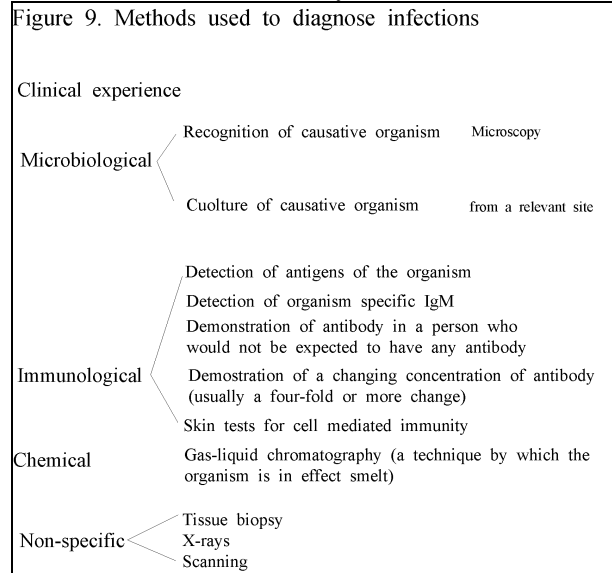 Figure 9. Methods used to diagnose infections
Clinical experience
Microbiological
Recognition of causative organism Microscopy
Cuolture of causative organism from a relevant site
Immunological
Detection of antigens of the organism
Detection of organism specific IgM
Demonstration of antibody in a person who
would not be expected to have any antibody
Demostration of a changing concentration of antibody
(usually a four-fold or more change)
Skin tests for cell mediated immunity
Chemical
Gas-liquid chromatography (a technique by which the
organism is in effect smelt)
Non-specific
Tissue biopsy
X-rays
Scanning